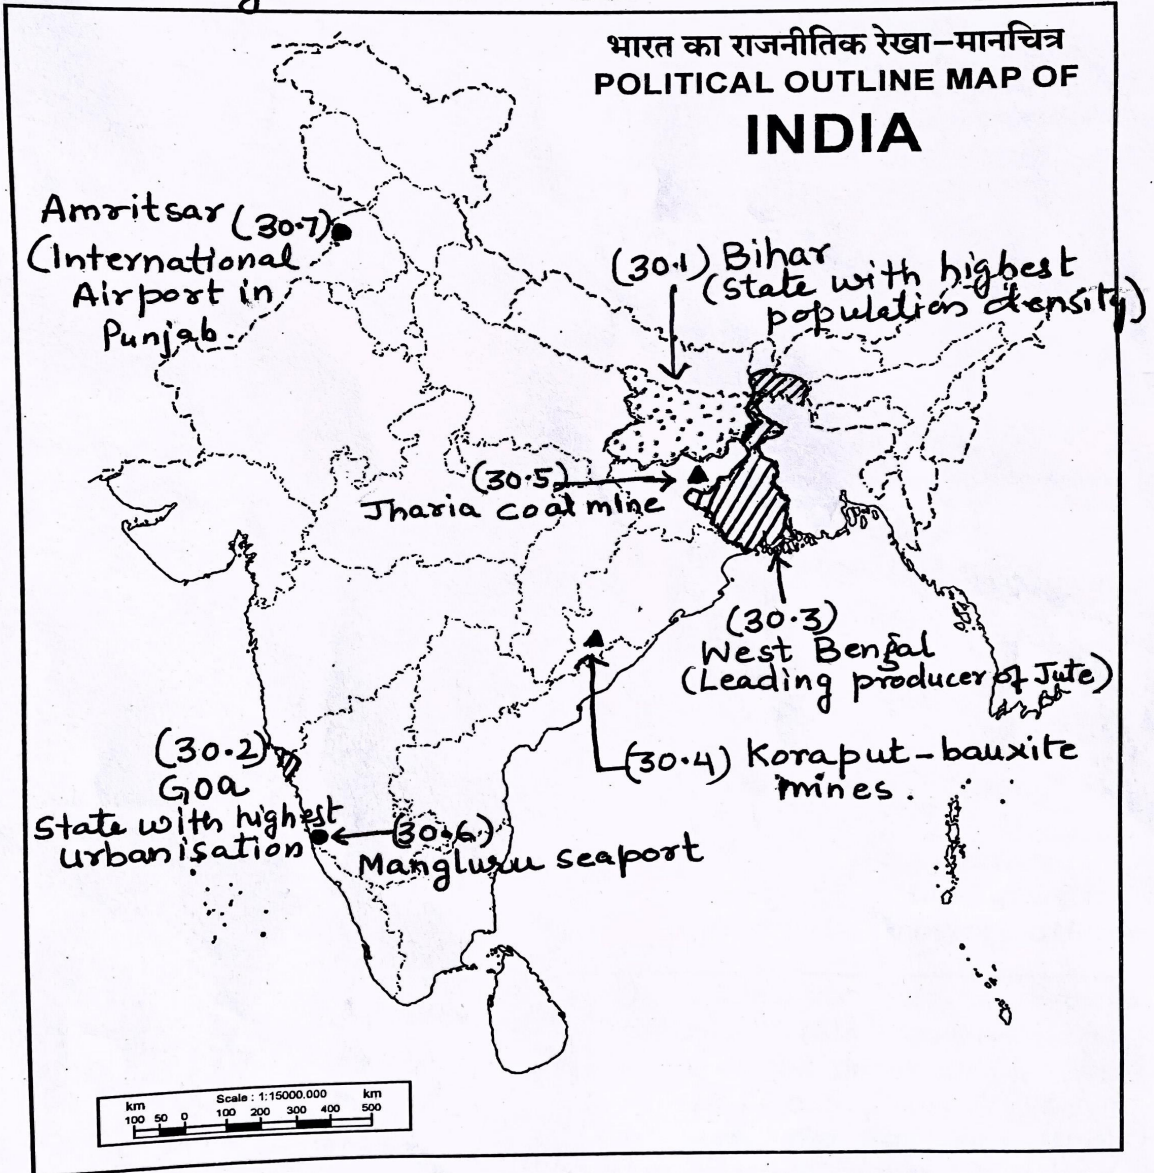 भारत का राजनीतिक रेखा-मानचित्र
POLITICAL OUTLINE MAP OF
INDIA
Amritsar (30.7)
(International
Airport in
Punjab.
(30.1) Bihar
(State with highest
population density)
(30.5)
Jharia coal mine
(30.3)
West Bengal
(Leading producer of Jute)
(30.2)
Goa
State with highest
urbanisation
(30.4) Koraput-bauxite
mines.
(30.6)
Mangluru seaport
Scale : 1:15000.000
km km
100 50 0 100 200 300 400 500